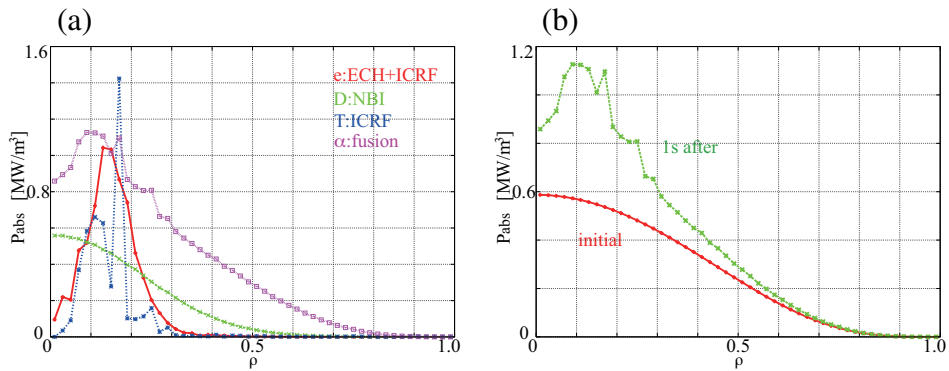 (a)
1.6
0.8
0
0.5
1.0
Pabs [MW/m³]
ρ
e:ECH+ICRF
D:NBI
T:ICRF
α:fusion
(b)
1.2
0.6
0
0.5
1.0
Pabs [MW/m³]
ρ
1s after
initial